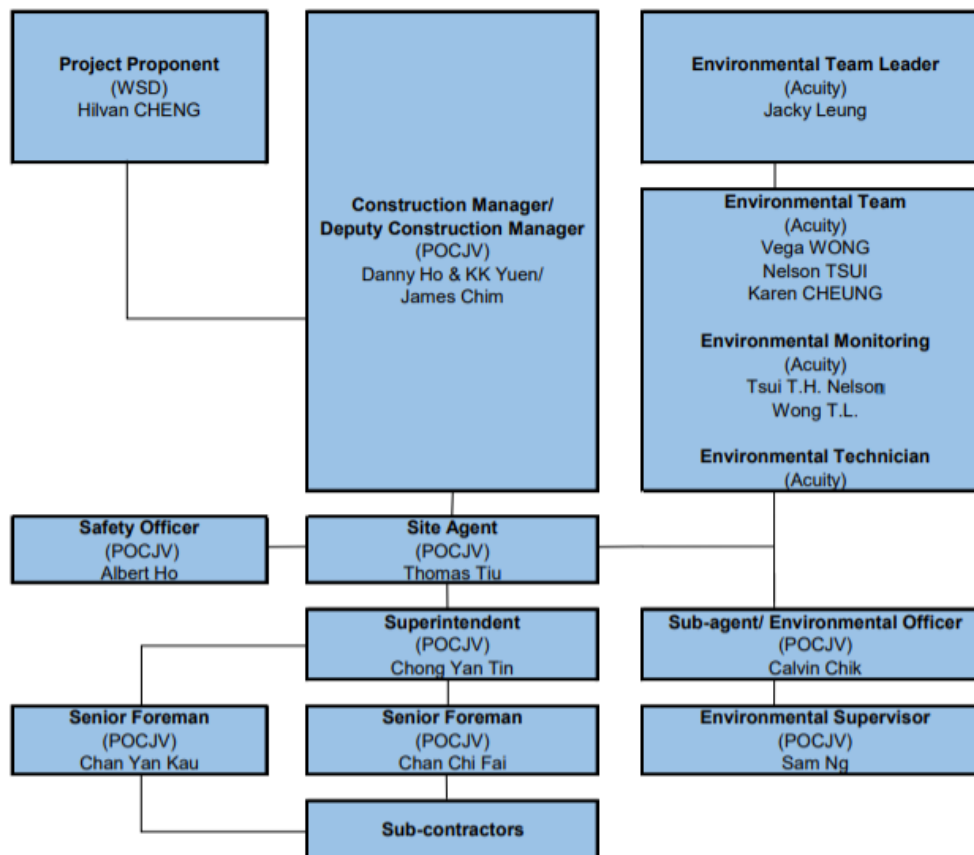 Project Proponent
(WSD)
Hilvan CHENG
Construction Manager/
Deputy Construction Manager
(POCJV)
Danny Ho & KK Yuen/
James Chim
Environmental Team Leader
(Acuity)
Jacky Leung
Environmental Team
(Acuity)
Vega WONG
Nelson TSUI
Karen CHEUNG
Environmental Monitoring
(Acuity)
Tsui T.H. Nelson
Wong T.L.
Environmental Technician
(Acuity)
Safety Officer
(POCJV)
Albert Ho
Site Agent
(POCJV)
Thomas Tiu
Superintendent
(POCJV)
Chong Yan Tin
Sub-agent/ Environmental Officer
(POCJV)
Calvin Chik
Senior Foreman
(POCJV)
Chan Yan Kau
Senior Foreman
(POCJV)
Chan Chi Fai
Environmental Supervisor
(POCJV)
Sam Ng
Sub-contractors